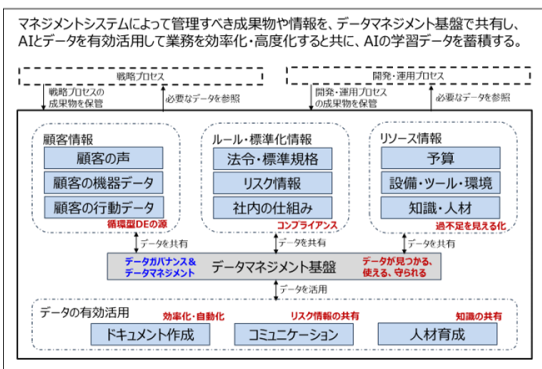 マネジメントシステムによって管理すべき成果物や情報を、データマネジメント基盤で共有し、
AIとデータを有効活用して業務を効率化・高度化すると共に、AIの学習データを蓄積する。
戦略プロセス
開発・運用プロセス
戦略プロセスの
成果物を保管
必要なデータを参照
開発・運用プロセス
の成果物を保管
必要なデータを参照
顧客情報
顧客の声
顧客の機器データ
顧客の行動データ
循環型DEの源
ルール・標準化情報
法令・標準規格
リスク情報
社内の仕組み
コンプライアンス
リソース情報
予算
設備・ツール・環境
知識・人材
過不足を見える化
データを共有
データを共有
データを共有
データガバナンス＆
データマネジメント
データマネジメント基盤
データが見つかる、
使える、守られる
データを活用
データの有効活用
効率化・自動化
ドキュメント作成
リスク情報の共有
コミュニケーション
知識の共有
人材育成